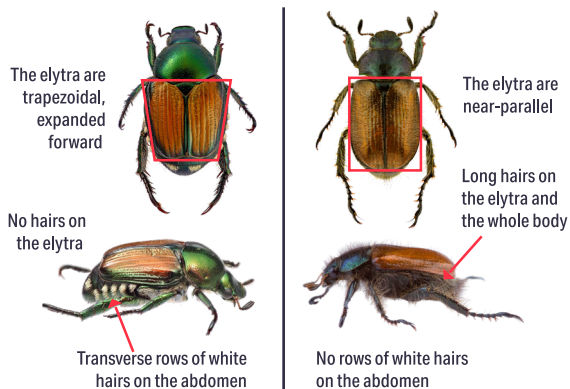 The elytra are
trapezoidal,
expanded
forward
The elytra are
near-parallel
No hairs on
the elytra
Long hairs on
the elytra and
the whole body
Transverse rows of white
hairs on the abdomen
No rows of white hairs
on the abdomen